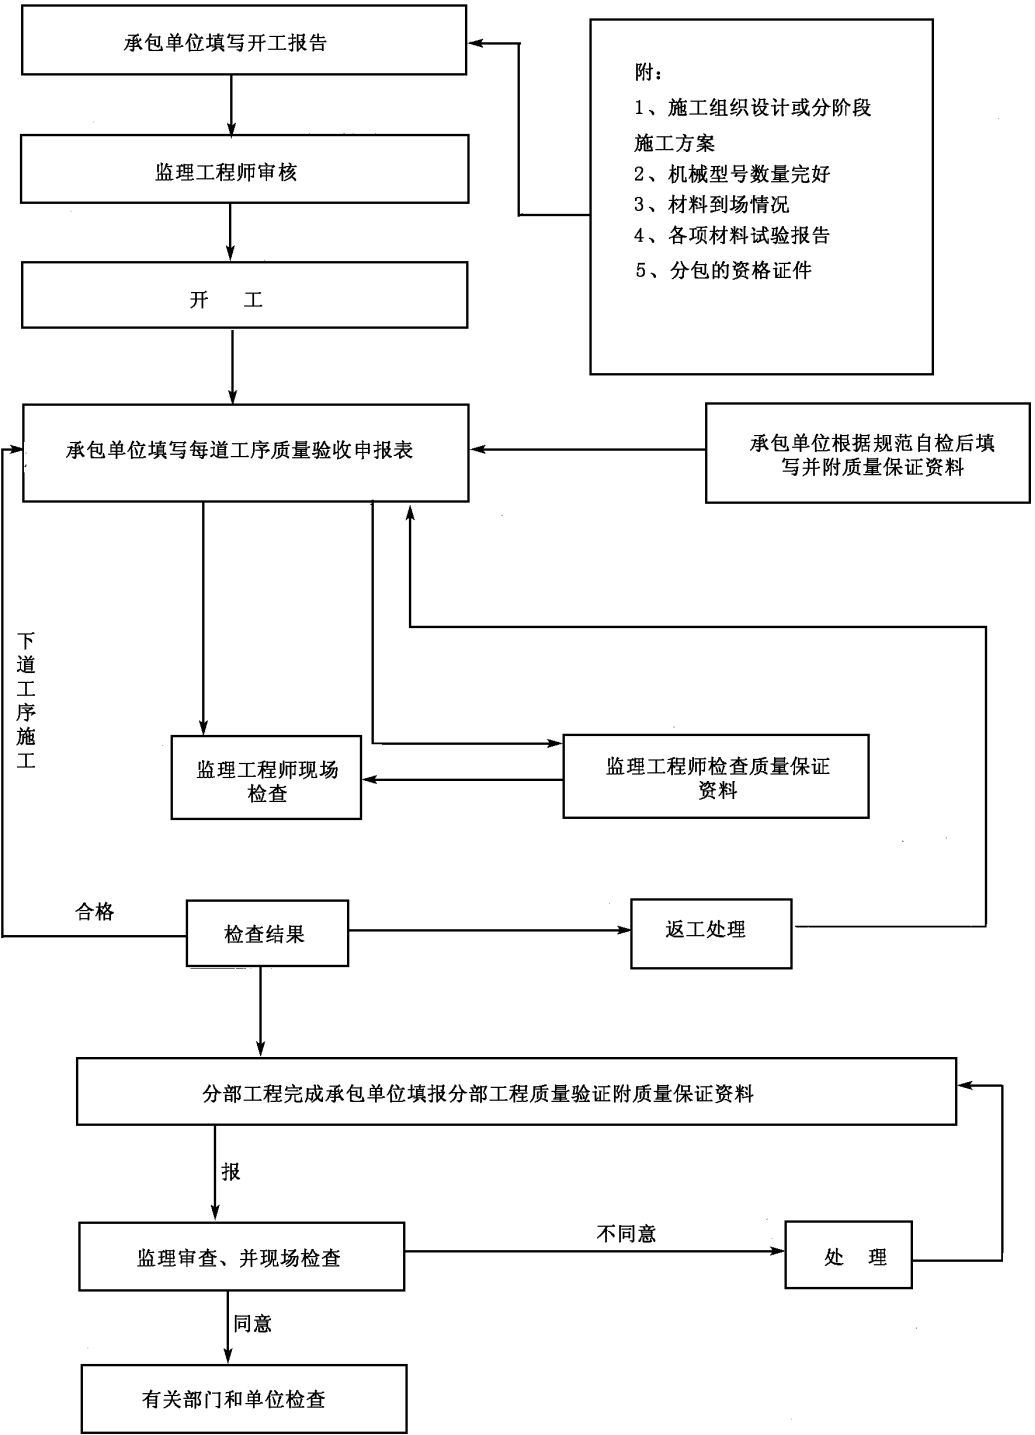 承包单位填写开工报告
附：
1、施工组织设计或分阶段
施工方案
2、机械型号数量完好
3、材料到场情况
4、各项材料试验报告
5、分包的资格证件
监理工程师审核
开 工
承包单位填写每道工序质量验收申报表
承包单位根据规范自检后填
写并附质量保证资料
下道工序施工
监理工程师现场
检查
监理工程师检查质量保证
资料
合格
检查结果
返工处理
分部工程完成承包单位填报分部工程质量验证附质量保证资料
报
监理审查、并现场检查
不同意
处 理
同意
有关部门和单位检查